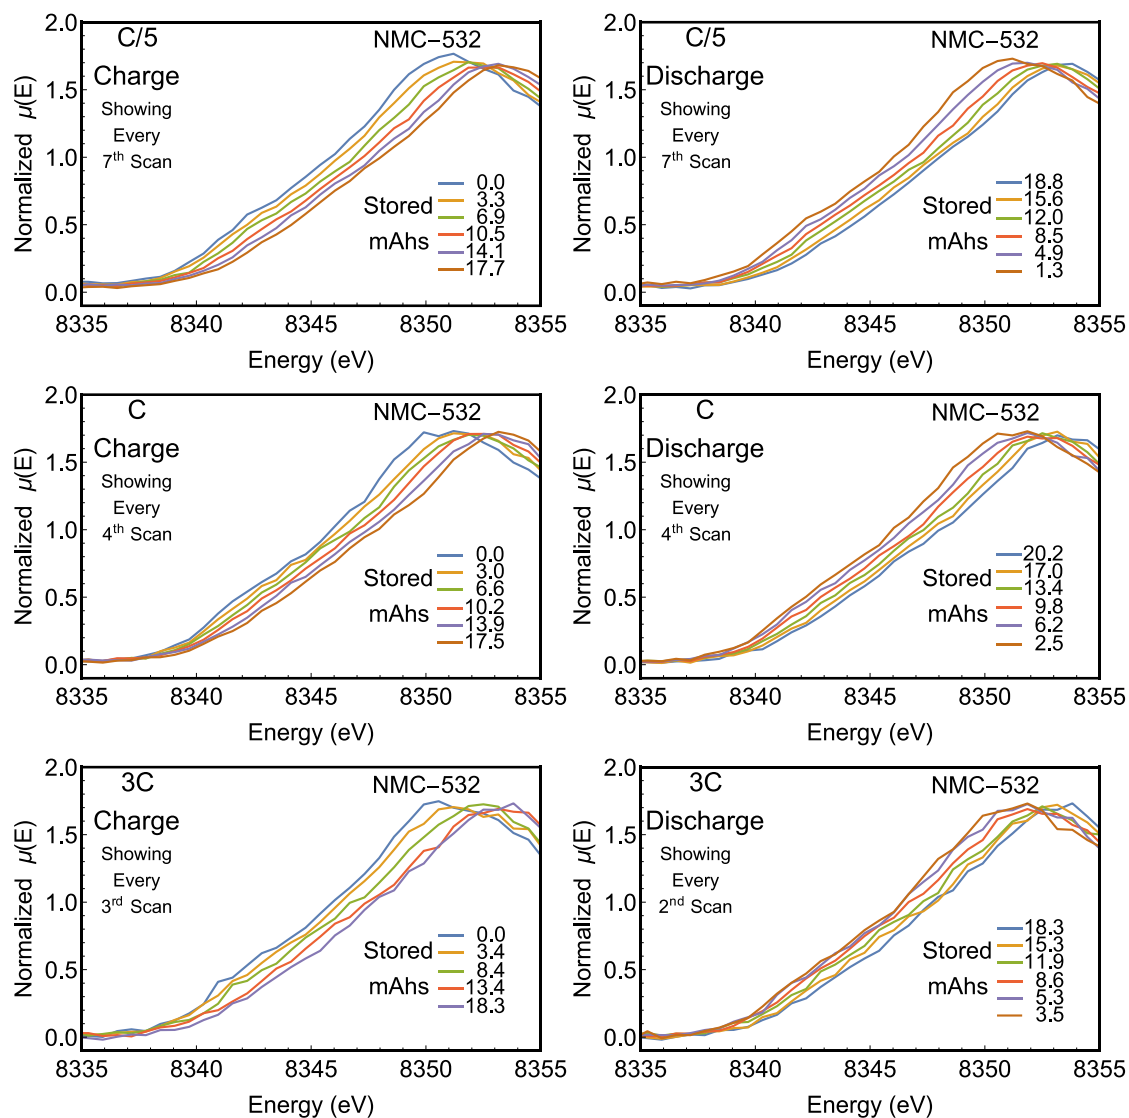 C/5
NMC−532
Charge
Showing
Every
7th Scan
Stored
mAhs
0.0
3.3
6.9
10.5
14.1
17.7
Normalized μ(E)
2.0
1.5
1.0
0.5
0.0
8335
8340
8345
8350
8355
Energy (eV)
C/5
NMC−532
Discharge
Showing
Every
7th Scan
Stored
mAhs
18.8
15.6
12.0
8.5
4.9
1.3
Normalized μ(E)
2.0
1.5
1.0
0.5
0.0
8335
8340
8345
8350
8355
Energy (eV)
C
NMC−532
Charge
Showing
Every
4th Scan
Stored
mAhs
0.0
3.0
6.6
10.2
13.9
17.5
Normalized μ(E)
2.0
1.5
1.0
0.5
0.0
8335
8340
8345
8350
8355
Energy (eV)
C
NMC−532
Discharge
Showing
Every
4th Scan
Stored
mAhs
20.2
17.0
13.4
9.8
6.2
2.5
Normalized μ(E)
2.0
1.5
1.0
0.5
0.0
8335
8340
8345
8350
8355
Energy (eV)
3C
NMC−532
Charge
Showing
Every
3rd Scan
Stored
mAhs
0.0
3.4
8.4
13.4
18.3
Normalized μ(E)
2.0
1.5
1.0
0.5
0.0
8335
8340
8345
8350
8355
Energy (eV)
3C
NMC−532
Discharge
Showing
Every
2nd Scan
Stored
mAhs
18.3
15.3
11.9
8.6
5.3
3.5
Normalized μ(E)
2.0
1.5
1.0
0.5
0.0
8335
8340
8345
8350
8355
Energy (eV)